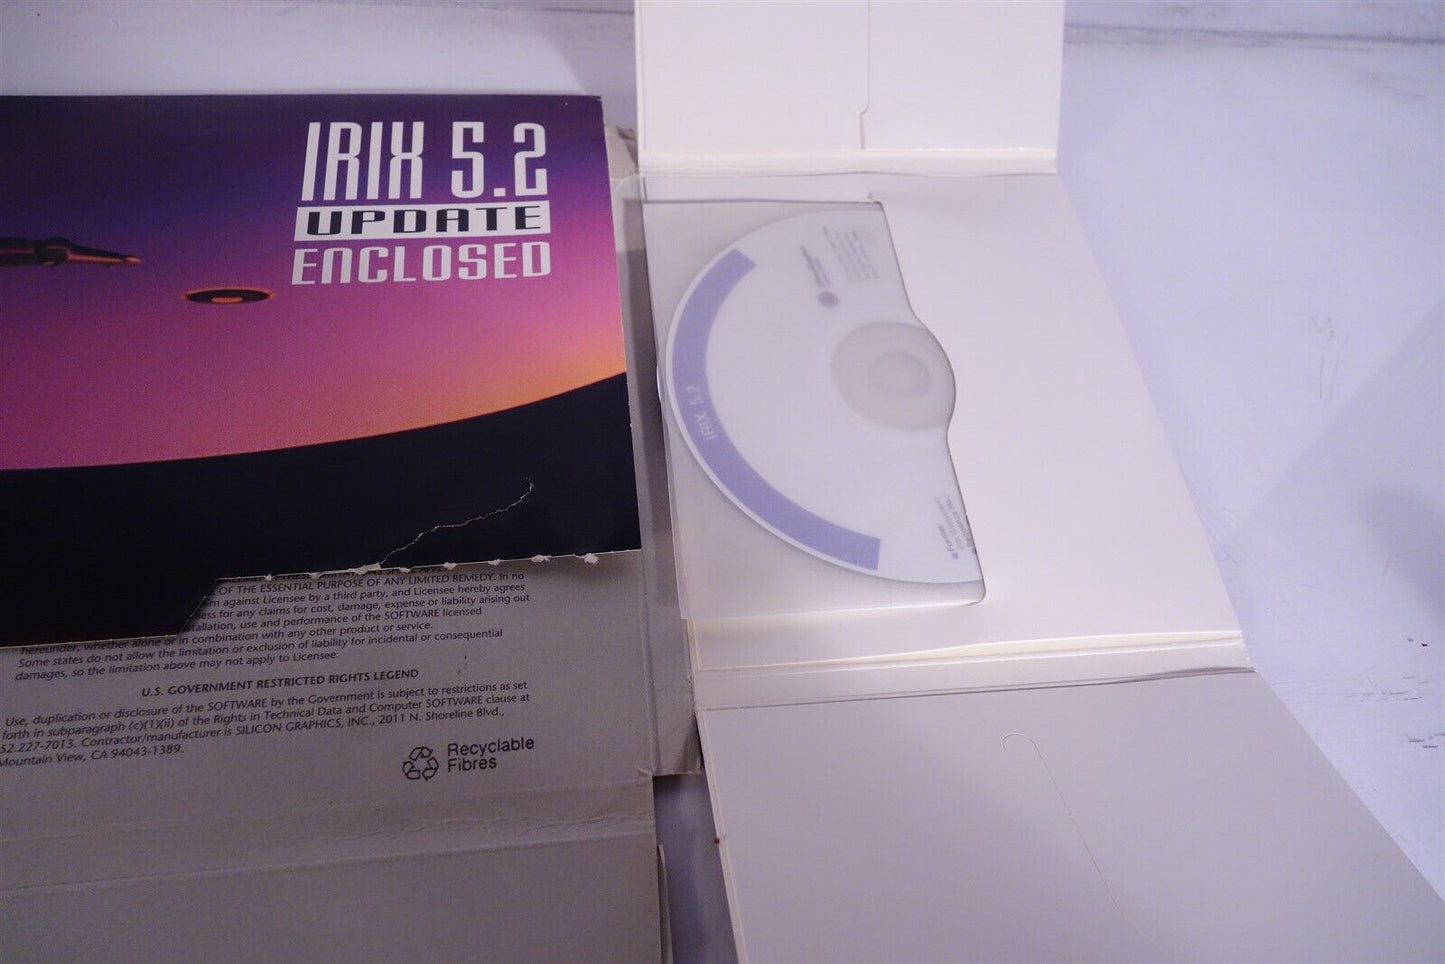 IRIX 5.2
UPDATE
ENCLOSED
OF THE ESSENTIAL PURPOSE OF ANY LIMITED REMEDY. In no
against Licensee by a third party, and Licensee hereby agrees
for any claims for cost, damage, expense or liability arising out
use and performance of the SOFTWARE licensed
hereunder, whether alone or in combination with any other product or service.
Some states do not allow the limitation or exclusion of liability for incidental or consequential
damages, so the limitation above may not apply to Licensee.
U.S. GOVERNMENT RESTRICTED RIGHTS LEGEND
Use, duplication or disclosure of the SOFTWARE by the Government is subject to restrictions as set
forth in subparagraph (c)(1)(ii) of the Rights in Technical Data and Computer SOFTWARE clause at
52.227-7013. Contractor/manufacturer is SILICON GRAPHICS, INC., 2011 N. Shoreline Blvd.,
Mountain View, CA 94043-1389.
Recyclable
Fibres
IRIX 5.2
Format: